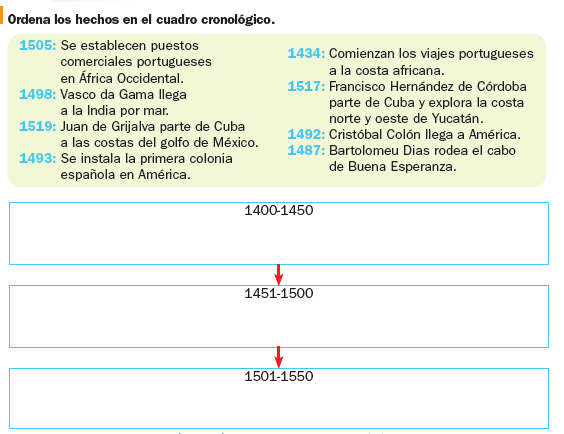 Ordena los hechos en el cuadro cronológico.
1505: Se establecen puestos
comerciales portugueses
en África Occidental.
1498: Vasco da Gama llega
a la India por mar.
1519: Juan de Grijalva parte de Cuba
a las costas del golfo de México.
1493: Se instala la primera colonia
española en América.
1434: Comienzan los viajes portugueses
a la costa africana.
1517: Francisco Hernández de Córdoba
parte de Cuba y explora la costa
norte y oeste de Yucatán.
1492: Cristóbal Colón llega a América.
1487: Bartolomeu Dias rodea el cabo
de Buena Esperanza.
1400-1450
1451-1500
1501-1550